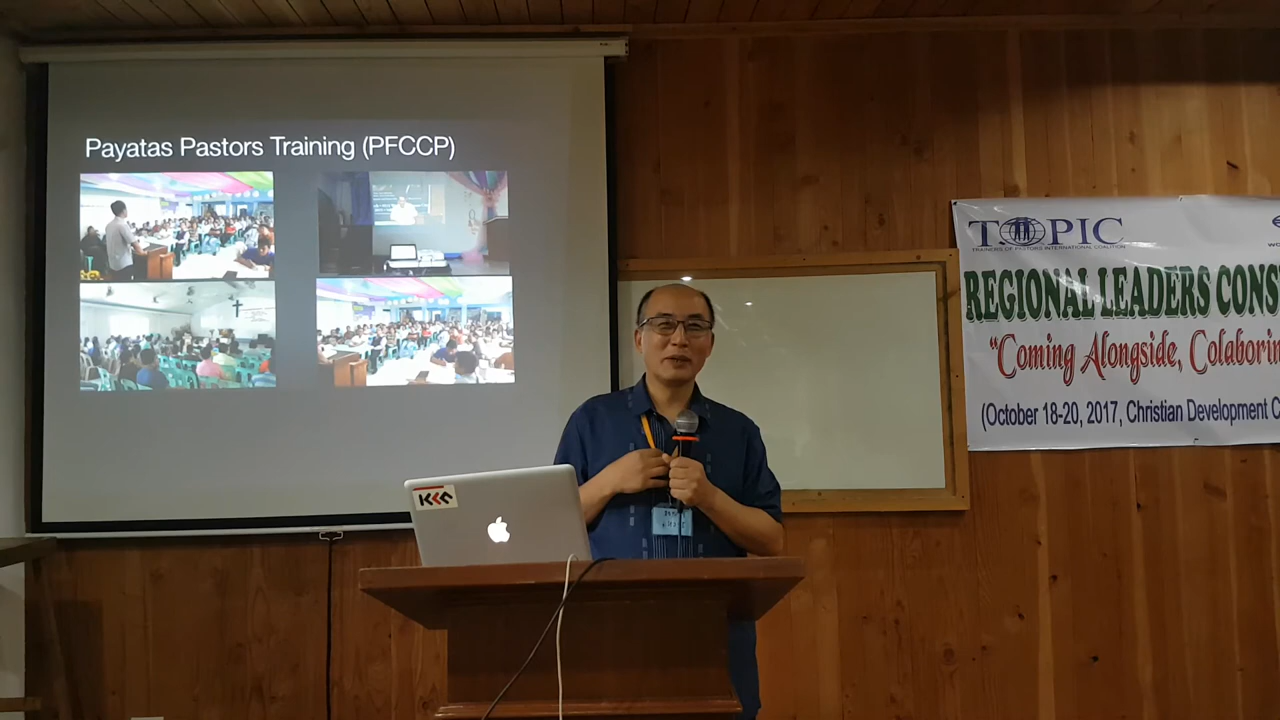 Payatas Pastors Training (PFCCP)
TOPIC
TRAINERS OF PASTORS INTERNATIONAL COALITION
WO
REGIONAL LEADERS CONS
"Coming Alongside, Colaborin
(October 18-20, 2017, Christian Development C